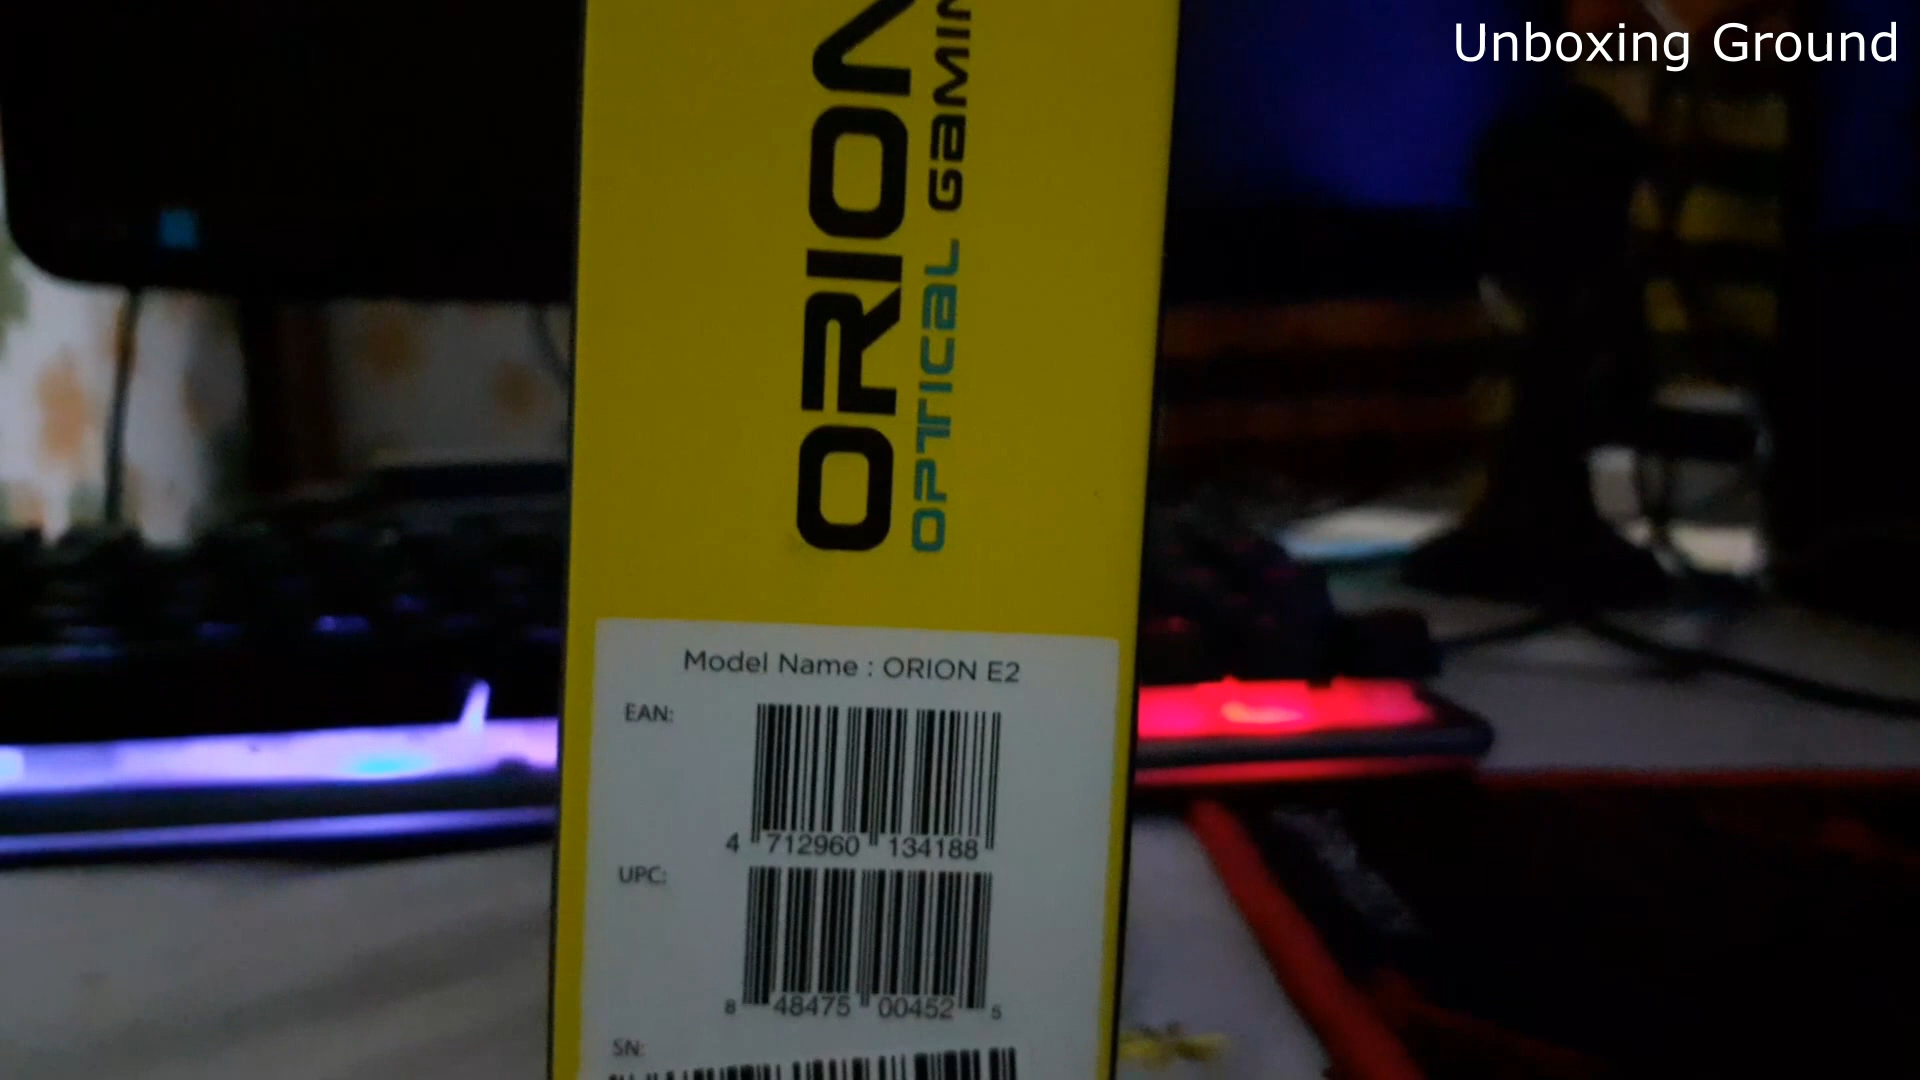 Unboxing Ground
ORION
OPTICAL GAMIN
Model Name : ORION E2
EAN:
4 712960 134188
UPC:
8 48475 00452 5
SN: